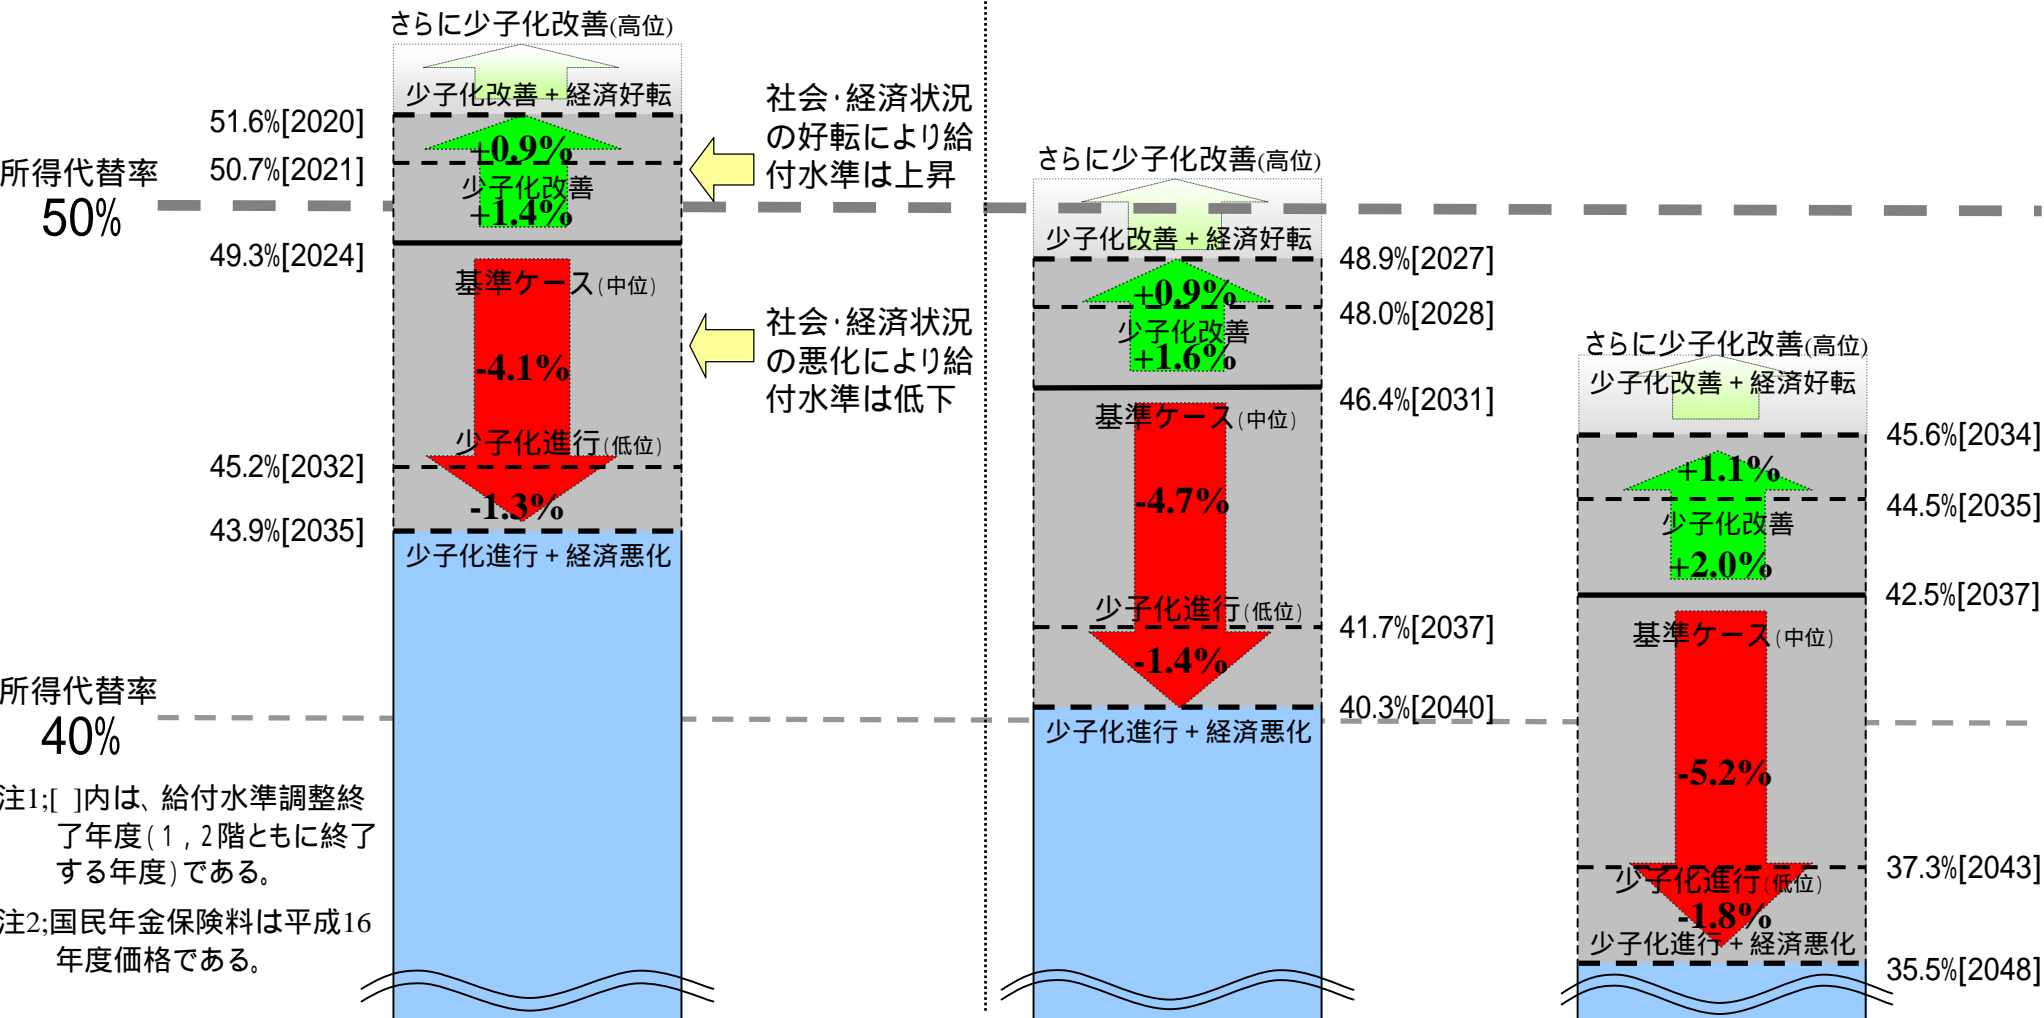 さらに少子化改善(高位)
少子化改善+経済好転
51.6%[2020]
+0.9%
50.7%[2021]
少子化改善
+1.4%
49.3%[2024]
基準ケース(中位)
-4.1%
少子化進行(低位)
45.2%[2032]
-1.3%
43.9%[2035]
少子化進行+経済悪化
所得代替率
50%
所得代替率
40%
社会・経済状況
の好転により給
付水準は上昇
社会・経済状況
の悪化により給
付水準は低下
注1;[ ]内は、給付水準調整終
了年度(1,2階ともに終了
する年度)である。
注2;国民年金保険料は平成16
年度価格である。
さらに少子化改善(高位)
少子化改善+経済好転
48.9%[2027]
+0.9%
48.0%[2028]
少子化改善
+1.6%
46.4%[2031]
基準ケース(中位)
-4.7%
少子化進行(低位)
41.7%[2037]
-1.4%
40.3%[2040]
少子化進行+経済悪化
さらに少子化改善(高位)
少子化改善+経済好転
45.6%[2034]
+1.1%
44.5%[2035]
少子化改善
+2.0%
42.5%[2037]
基準ケース(中位)
-5.2%
37.3%[2043]
少子化進行(低位)
-1.8%
少子化進行+経済悪化
35.5%[2048]